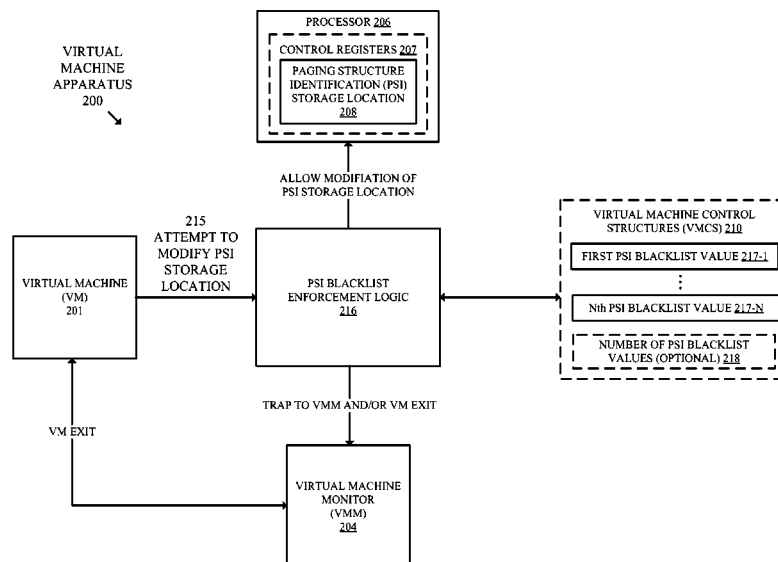 VIRTUAL
MACHINE
APPARATUS
200
PROCESSOR 206
CONTROL REGISTERS 207
PAGING STRUCTURE
IDENTIFICATION (PSI)
STORAGE LOCATION
208
ALLOW MODIFIATION OF
PSI STORAGE LOCATION
215
ATTEMPT TO
MODIFY PSI
STORAGE
LOCATION
VIRTUAL MACHINE
(VM)
201
PSI BLACKLIST
ENFORCEMENT LOGIC
216
VIRTUAL MACHINE CONTROL
STRUCTURES (VMCS) 210
FIRST PSI BLACKLIST VALUE 217-1
Nth PSI BLACKLIST VALUE 217-N
NUMBER OF PSI BLACKLIST
VALUES (OPTIONAL) 218
TRAP TO VMM AND/OR VM EXIT
VM EXIT
VIRTUAL MACHINE
MONITOR
(VMM)
204